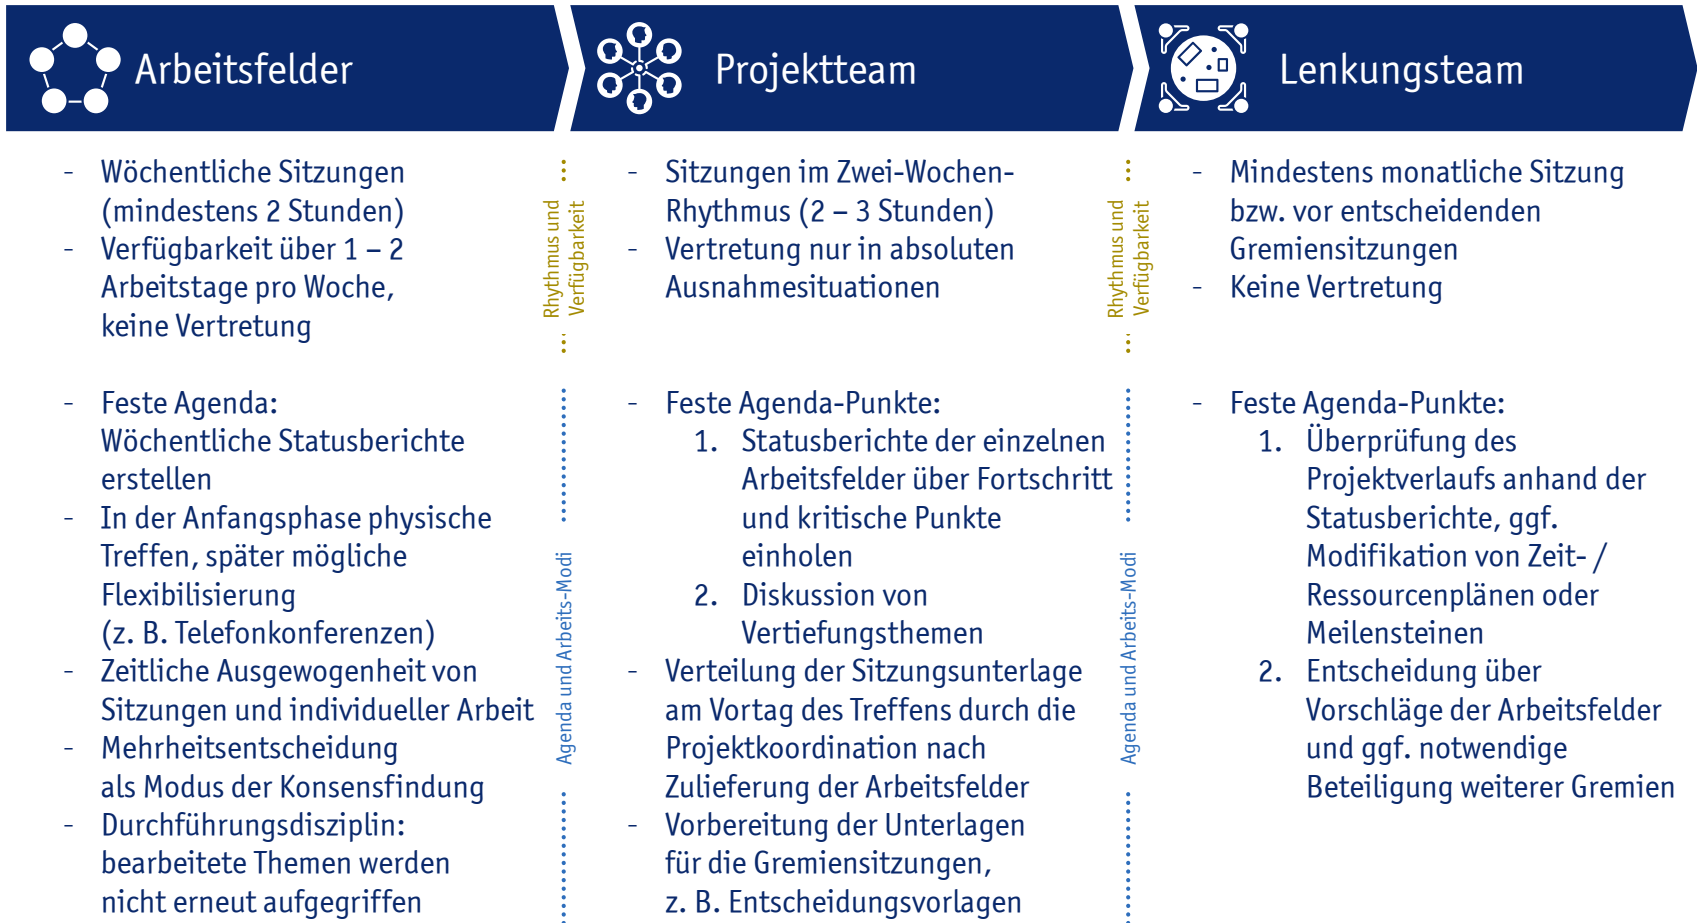 Arbeitsfelder
- Wöchentliche Sitzungen
(mindestens 2 Stunden)
- Verfügbarkeit über 1 – 2
Arbeitstage pro Woche,
keine Vertretung
- Feste Agenda:
Wöchentliche Statusberichte
erstellen
- In der Anfangsphase physische
Treffen, später mögliche
Flexibilisierung
(z. B. Telefonkonferenzen)
- Zeitliche Ausgewogenheit von
Sitzungen und individueller Arbeit
- Mehrheitsentscheidung
als Modus der Konsensfindung
- Durchführungsdisziplin:
bearbeitete Themen werden
nicht erneut aufgegriffen
Rhythmus und
Verfügbarkeit
Agenda und Arbeits-Modi
Projektteam
- Sitzungen im Zwei-Wochen-
Rhythmus (2 – 3 Stunden)
- Vertretung nur in absoluten
Ausnahmesituationen
- Feste Agenda-Punkte:
1. Statusberichte der einzelnen
Arbeitsfelder über Fortschritt
und kritische Punkte
einholen
2. Diskussion von
Vertiefungsthemen
- Verteilung der Sitzungsunterlage
am Vortag des Treffens durch die
Projektkoordination nach
Zulieferung der Arbeitsfelder
- Vorbereitung der Unterlagen
für die Gremiensitzungen,
z. B. Entscheidungsvorlagen
Rhythmus und
Verfügbarkeit
Agenda und Arbeits-Modi
Lenkungsteam
- Mindestens monatliche Sitzung
bzw. vor entscheidenden
Gremiensitzungen
- Keine Vertretung
- Feste Agenda-Punkte:
1. Überprüfung des
Projektverlaufs anhand der
Statusberichte, ggf.
Modifikation von Zeit- /
Ressourcenplänen oder
Meilensteinen
2. Entscheidung über
Vorschläge der Arbeitsfelder
und ggf. notwendige
Beteiligung weiterer Gremien